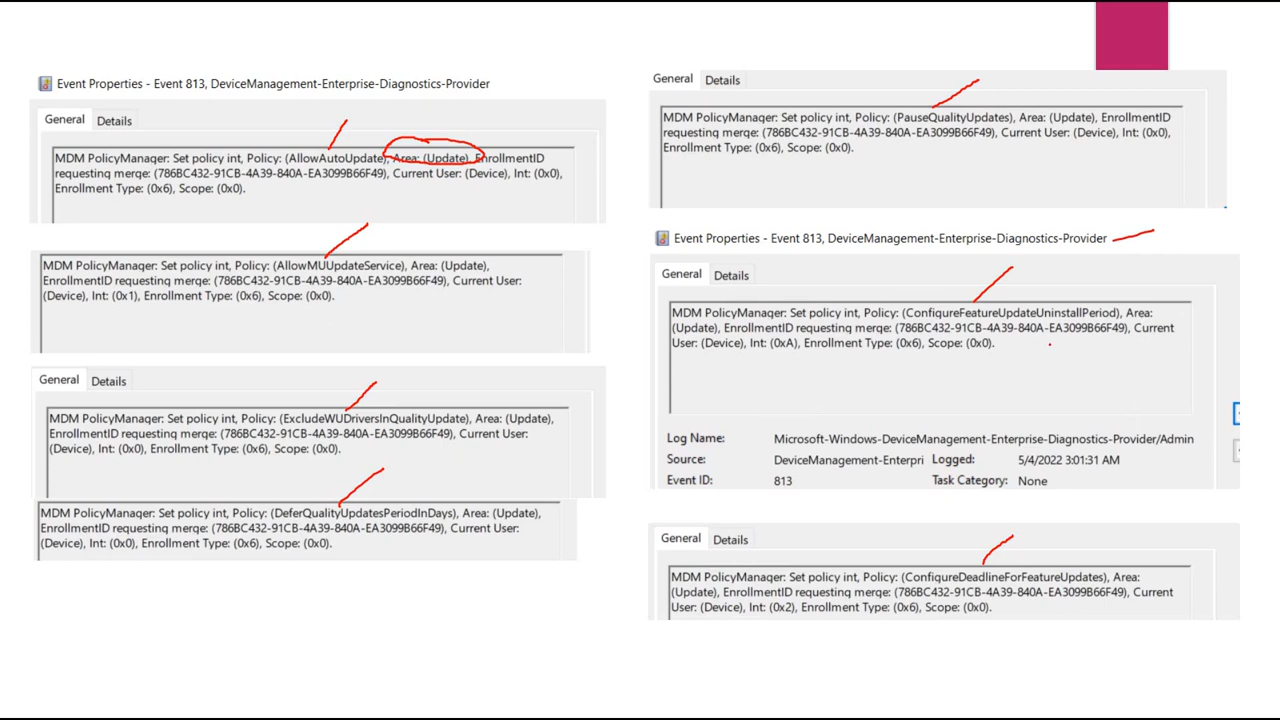 Event Properties - Event 813, DeviceManagement-Enterprise-Diagnostics-Provider
General Details
MDM PolicyManager: Set policy int, Policy: (AllowAutoUpdate), Area: (Update), EnrollmentID
requesting merge: (786BC432-91CB-4A39-840A-EA3099B66F49), Current User: (Device), Int: (0x0),
Enrollment Type: (0x6), Scope: (0x0).
MDM PolicyManager: Set policy int, Policy: (AllowMUUpdateService), Area: (Update),
EnrollmentID requesting merge: (786BC432-91CB-4A39-840A-EA3099B66F49), Current User:
(Device), Int: (0x1), Enrollment Type: (0x6), Scope: (0x0).
General Details
MDM PolicyManager: Set policy int, Policy: (ExcludeWUDriversInQualityUpdate), Area: (Update),
EnrollmentID requesting merge: (786BC432-91CB-4A39-840A-EA3099B66F49), Current User:
(Device), Int: (0x0), Enrollment Type: (0x6), Scope: (0x0).
MDM PolicyManager: Set policy int, Policy: (DeferQualityUpdatesPeriodInDays), Area: (Update),
EnrollmentID requesting merge: (786BC432-91CB-4A39-840A-EA3099B66F49), Current User:
(Device), Int: (0x0), Enrollment Type: (0x6), Scope: (0x0).
General Details
MDM PolicyManager: Set policy int, Policy: (PauseQualityUpdates), Area: (Update), EnrollmentID
requesting merge: (786BC432-91CB-4A39-840A-EA3099B66F49), Current User: (Device), Int: (0x0),
Enrollment Type: (0x6), Scope: (0x0).
Event Properties - Event 813, DeviceManagement-Enterprise-Diagnostics-Provider
General Details
MDM PolicyManager: Set policy int, Policy: (ConfigureFeatureUpdateUninstallPeriod), Area:
(Update), EnrollmentID requesting merge: (786BC432-91CB-4A39-840A-EA3099B66F49), Current
User: (Device), Int: (0xA), Enrollment Type: (0x6), Scope: (0x0).
Log Name: Microsoft-Windows-DeviceManagement-Enterprise-Diagnostics-Provider/Admin
Source: DeviceManagement-Enterpri Logged: 5/4/2022 3:01:31 AM
Event ID: 813 Task Category: None
General Details
MDM PolicyManager: Set policy int, Policy: (ConfigureDeadlineForFeatureUpdates), Area:
(Update), EnrollmentID requesting merge: (786BC432-91CB-4A39-840A-EA3099B66F49), Current
User: (Device), Int: (0x2), Enrollment Type: (0x6), Scope: (0x0).